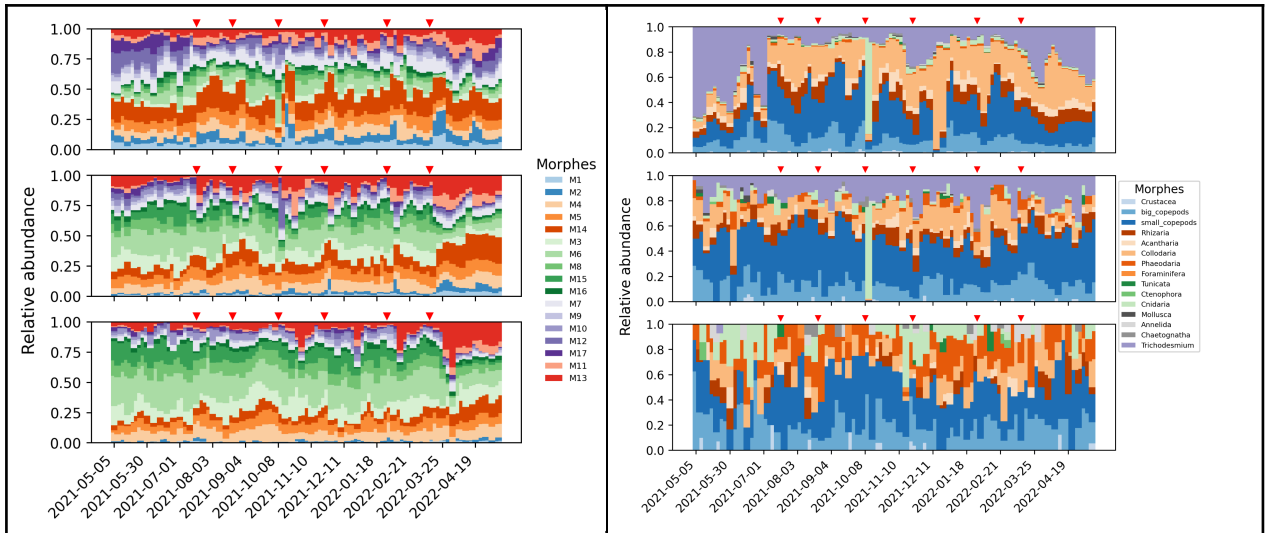 Relative abundance
1.00
0.75
0.50
0.25
0.00
1.00
0.75
0.50
0.25
0.00
1.00
0.75
0.50
0.25
0.00
2021-05-05
2021-05-30
2021-07-01
2021-08-03
2021-09-04
2021-10-08
2021-11-10
2021-12-11
2022-01-18
2022-02-21
2022-03-25
2022-04-19
Morphes
M1
M2
M4
M5
M14
M3
M6
M8
M15
M16
M7
M9
M10
M12
M17
M11
M13
Relative abundance
1.0
0.8
0.6
0.4
0.2
0.0
1.0
0.8
0.6
0.4
0.2
0.0
1.0
0.8
0.6
0.4
0.2
0.0
2021-05-05
2021-05-30
2021-07-01
2021-08-03
2021-09-04
2021-10-08
2021-11-10
2021-12-11
2022-01-18
2022-02-21
2022-03-25
2022-04-19
Morphes
Crustacea
big_copepods
small_copepods
Rhizaria
Acantharia
Collodaria
Phaeodaria
Foraminifera
Tunicata
Ctenophora
Cnidaria
Mollusca
Annelida
Chaetognatha
Trichodesmium